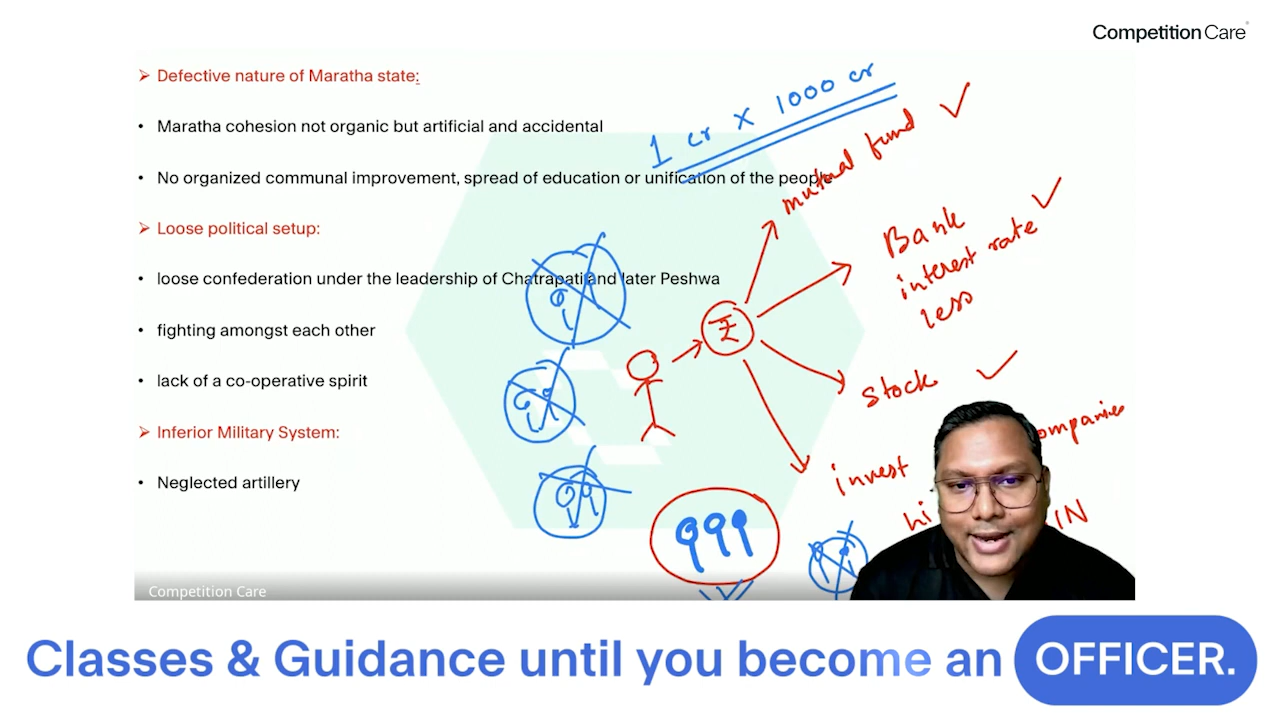 Competition Care
➢ Defective nature of Maratha state:
• Maratha cohesion not organic but artificial and accidental
• No organized communal improvement, spread of education or unification of the people
➢ Loose political setup:
• loose confederation under the leadership of Chatrapati and later Peshwa
• fighting amongst each other
• lack of a co-operative spirit
➢ Inferior Military System:
• Neglected artillery
1 cr x 1000 cr
mutual fund
Bank
interest rate
less
₹
stock
invest
Competition Care
Classes & Guidance until you become an OFFICER.